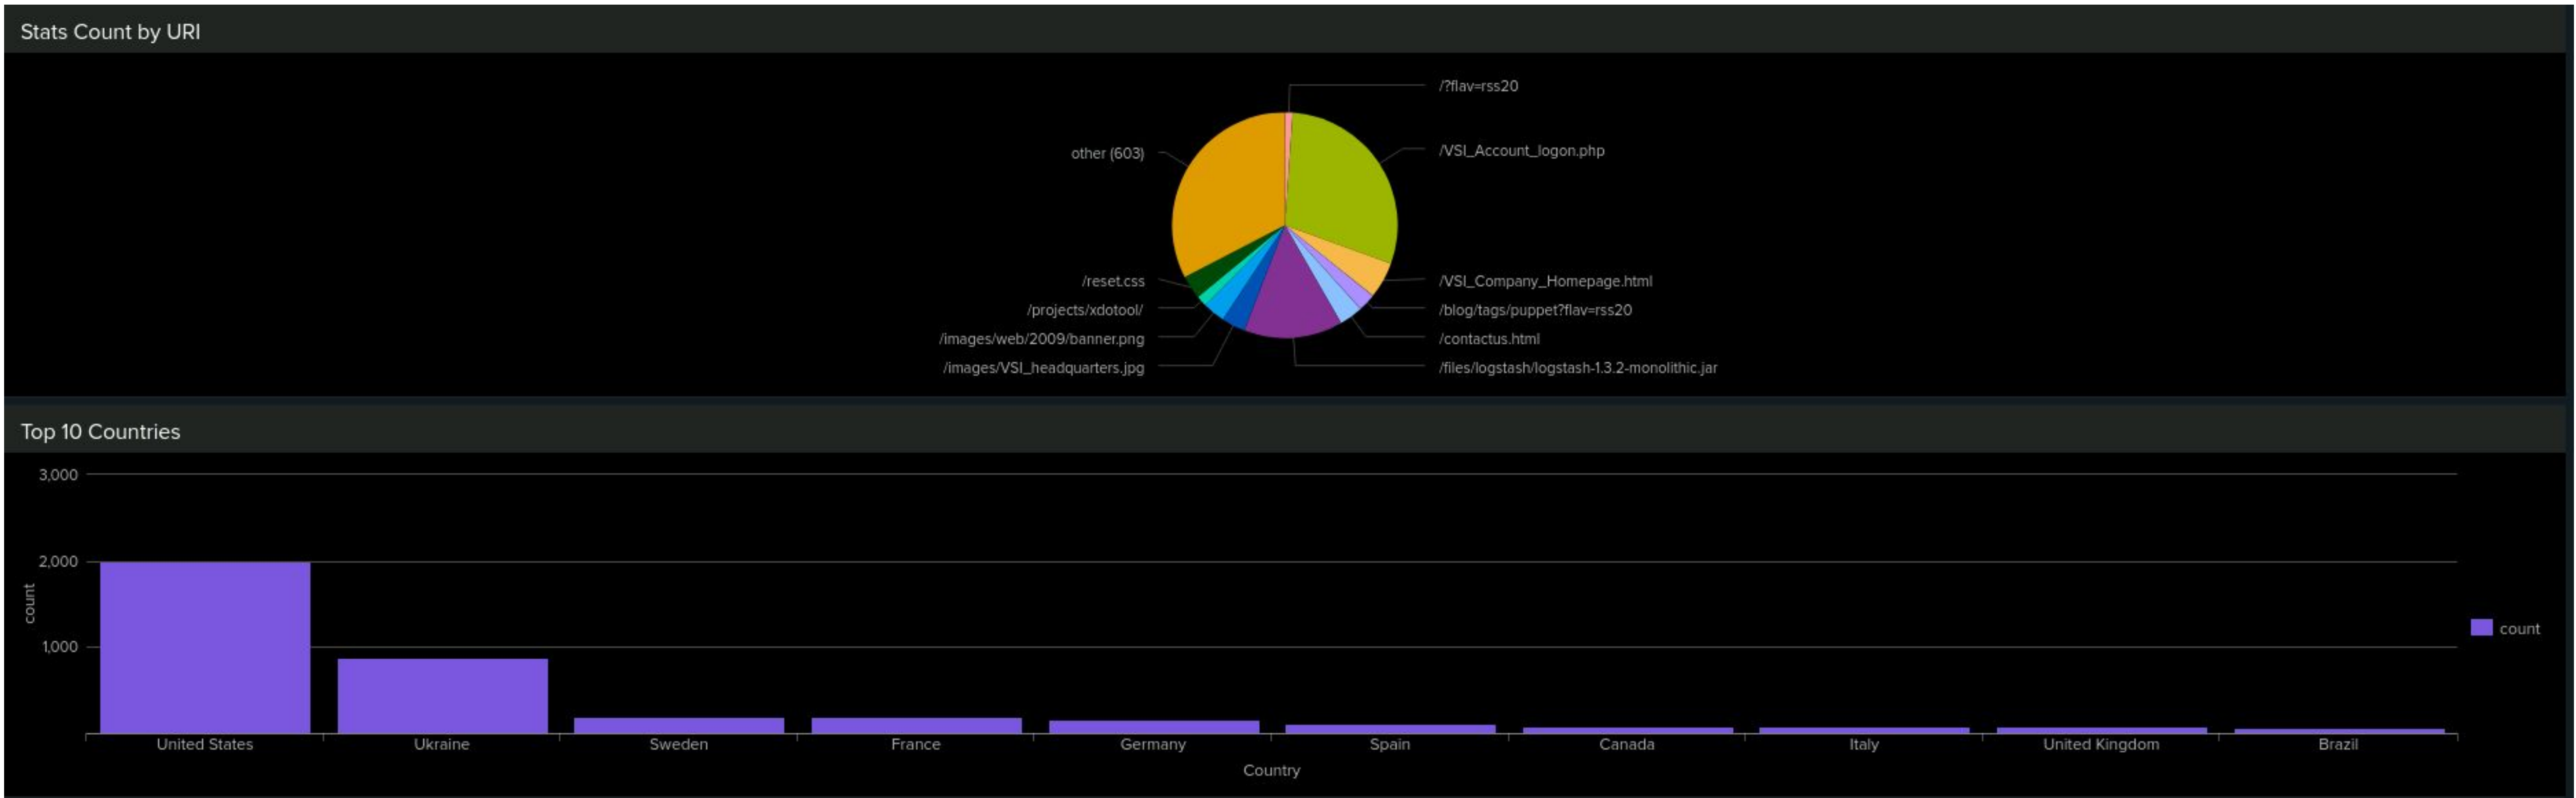 Stats Count by URI
/?flav=rss20
other (603)
/VSI_Account_logon.php
/reset.css
/VSI_Company_Homepage.html
/projects/xdotool/
/blog/tags/puppet?flav=rss20
/images/web/2009/banner.png
/contactus.html
/images/VSI_headquarters.jpg
/files/logstash/logstash-1.3.2-monolithic.jar
Top 10 Countries
3,000
2,000
count
1,000
count
United States
Ukraine
Sweden
France
Germany
Spain
Canada
Italy
United Kingdom
Brazil
Country